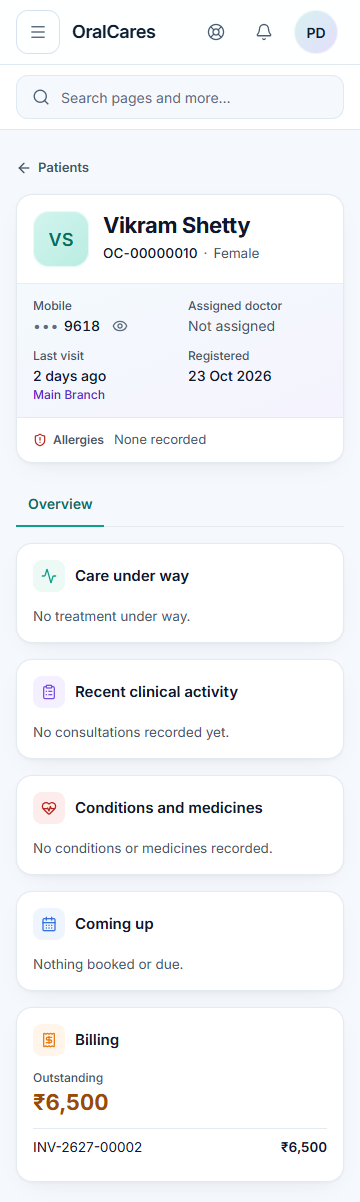 OralCares
PD
Search pages and more...
Patients
VS
Vikram Shetty
OC-00000010 · Female
Mobile
••• 9618
Assigned doctor
Not assigned
Last visit
2 days ago
Main Branch
Registered
23 Oct 2026
Allergies None recorded
Overview
Care under way
No treatment under way.
Recent clinical activity
No consultations recorded yet.
Conditions and medicines
No conditions or medicines recorded.
Coming up
Nothing booked or due.
Billing
Outstanding
₹6,500
INV-2627-00002 ₹6,500